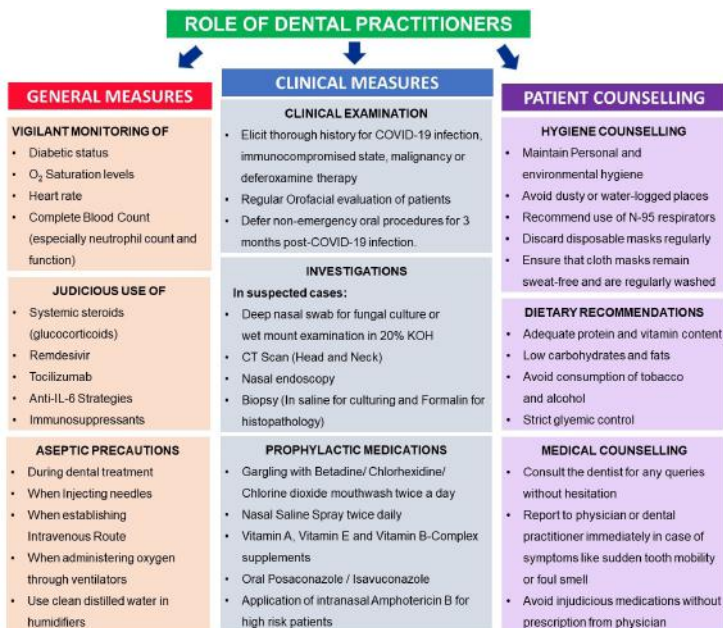 ROLE OF DENTAL PRACTITIONERS
GENERAL MEASURES
VIGILANT MONITORING OF
• Diabetic status
• O₂ Saturation levels
• Heart rate
• Complete Blood Count
(especially neutrophil count and
function)
JUDICIOUS USE OF
• Systemic steroids
(glucocorticoids)
• Remdesivir
• Tocilizumab
• Anti-IL-6 Strategies
• Immunosuppressants
ASEPTIC PRECAUTIONS
• During dental treatment
• When Injecting needles
• When establishing
Intravenous Route
• When administering oxygen
through ventilators
• Use clean distilled water in
humidifiers
CLINICAL MEASURES
CLINICAL EXAMINATION
• Elicit thorough history for COVID-19 infection,
immunocompromised state, malignancy or
deferoxamine therapy
• Regular Orofacial evaluation of patients
• Defer non-emergency oral procedures for 3
months post-COVID-19 infection.
INVESTIGATIONS
In suspected cases:
• Deep nasal swab for fungal culture or
wet mount examination in 20% KOH
• CT Scan (Head and Neck)
• Nasal endoscopy
• Biopsy (In saline for culturing and Formalin for
histopathology)
PROPHYLACTIC MEDICATIONS
• Gargling with Betadine/ Chlorhexidine/
Chlorine dioxide mouthwash twice a day
• Nasal Saline Spray twice daily
• Vitamin A, Vitamin E and Vitamin B-Complex
supplements
• Oral Posaconazole / Isavuconazole
• Application of intranasal Amphotericin B for
high risk patients
PATIENT COUNSELLING
HYGIENE COUNSELLING
• Maintain Personal and
environmental hygiene
• Avoid dusty or water-logged places
• Recommend use of N-95 respirators
• Discard disposable masks regularly
• Ensure that cloth masks remain
sweat-free and are regularly washed
DIETARY RECOMMENDATIONS
• Adequate protein and vitamin content
• Low carbohydrates and fats
• Avoid consumption of tobacco
and alcohol
• Strict glyemic control
MEDICAL COUNSELLING
• Consult the dentist for any queries
without hesitation
• Report to physician or dental
practitioner immediately in case of
symptoms like sudden tooth mobility
or foul smell
• Avoid injudicious medications without
prescription from physician